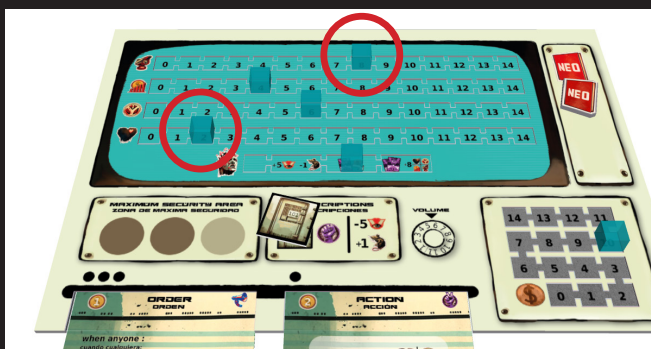 0 1 2 3 4 5 6 7 9 10 11 12 13 14
0 1 2 3 4 5 6 7 8 9 10 11 12 13 14
0 1 2 3 4 5 6 7 8 9 10 11 12 13 14
0 1 3 4 5 6 7 8 9 10 11 12 13 14
-1
-8
NEO
NEO
MAXIMUM SECURITY AREA
ZONA DE MAXIMA SEGURIDAD
CRIPTIONS
CRIPCIONES
-5
+1
VOLUME
14 13 12 11
7 8 9
6 5 4 3
$ 0 1 2
1 ORDER
ORDEN
when anyone :
cuando cualquiera:
2 ACTION
ACCIÓN